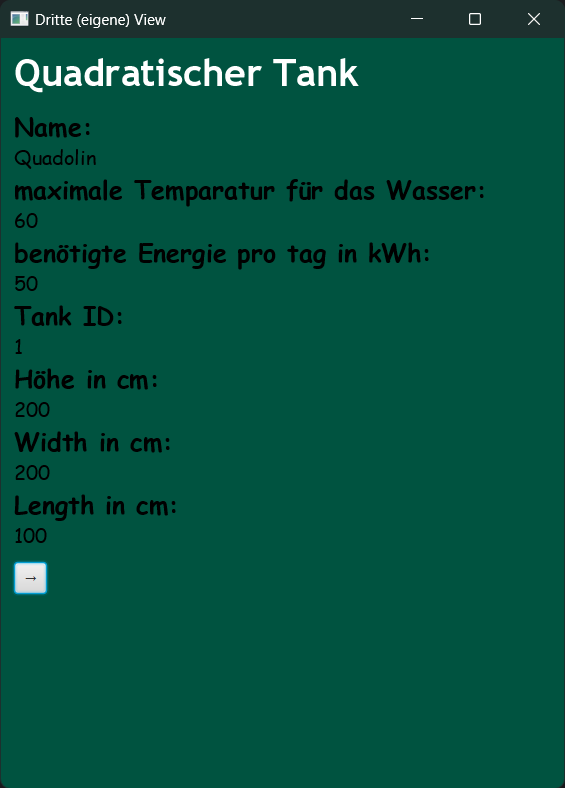 Dritte (eigene) View
Quadratischer Tank
Name:
Quadolin
maximale Temparatur für das Wasser:
60
benötigte Energie pro tag in kWh:
50
Tank ID:
1
Höhe in cm:
200
Width in cm:
200
Length in cm:
100
→